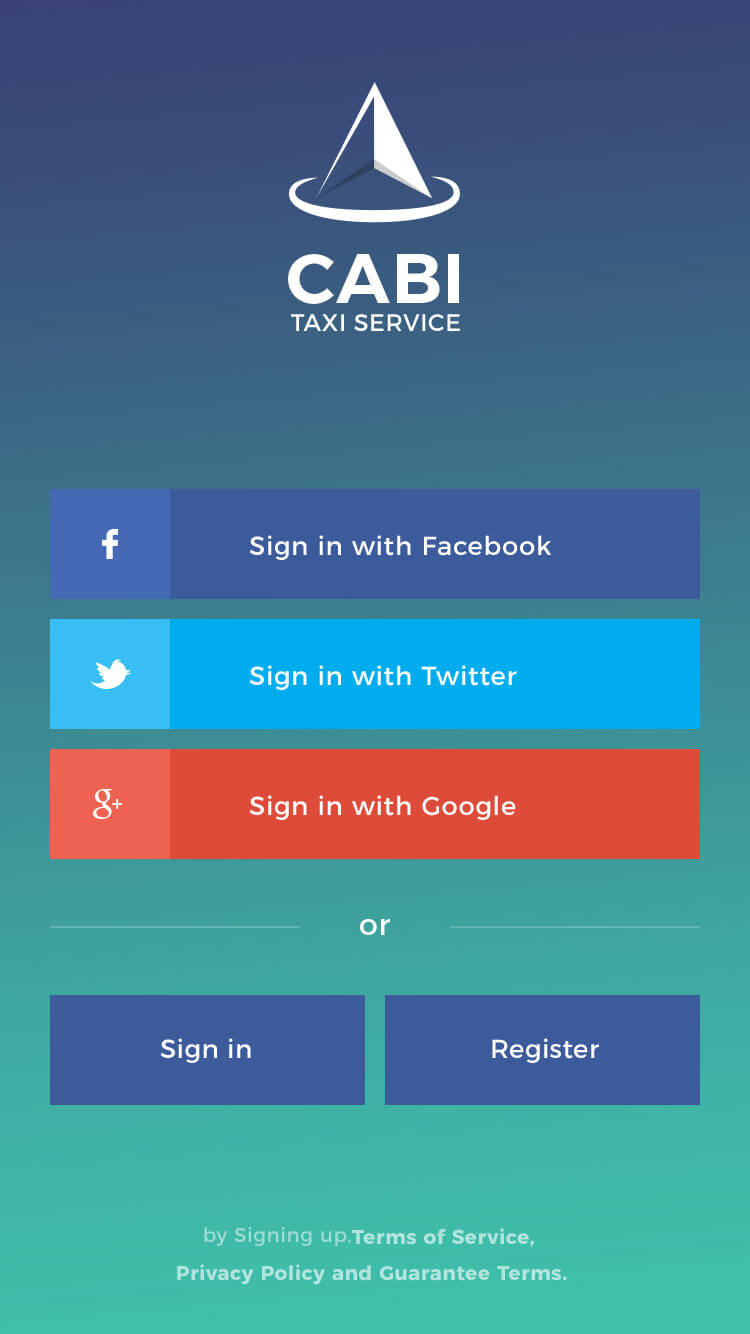 CABI
TAXI SERVICE
f
Sign in with Facebook
Sign in with Twitter
g+
Sign in with Google
or
Sign in
Register
by Signing up,Terms of Service,
Privacy Policy and Guarantee Terms.